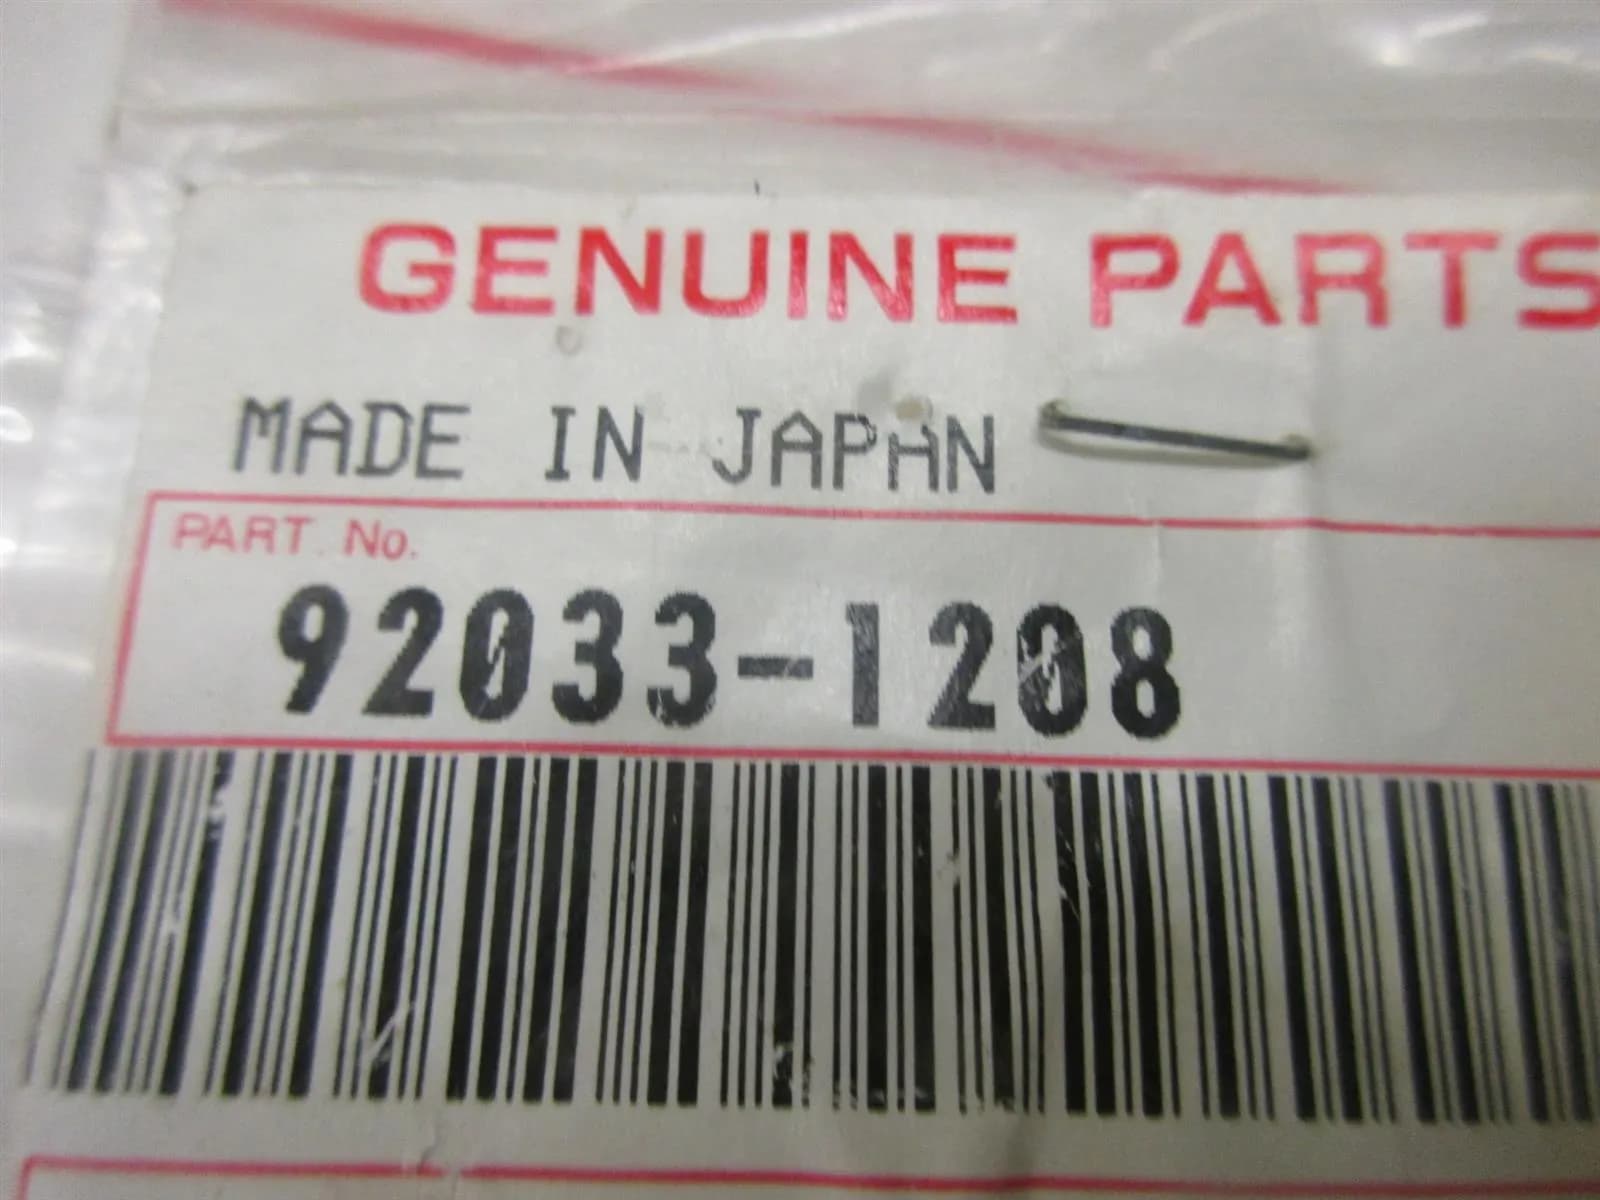 GENUINE PARTS
MADE IN JAPAN
PART. No.
92033-1208